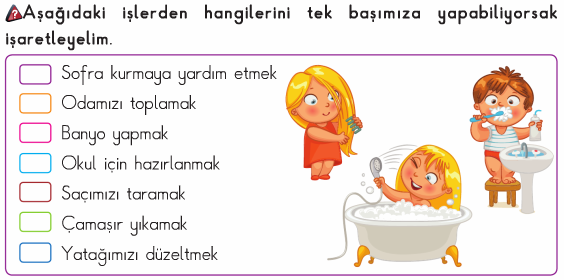 Aşağıdaki işlerden hangilerini tek başımıza yapabiliyorsak
işaretleyelim.
Sofra kurmaya yardım etmek
Odamızı toplamak
Banyo yapmak
Okul için hazırlanmak
Saçımızı taramak
Çamaşır yıkamak
Yatağımızı düzeltmek